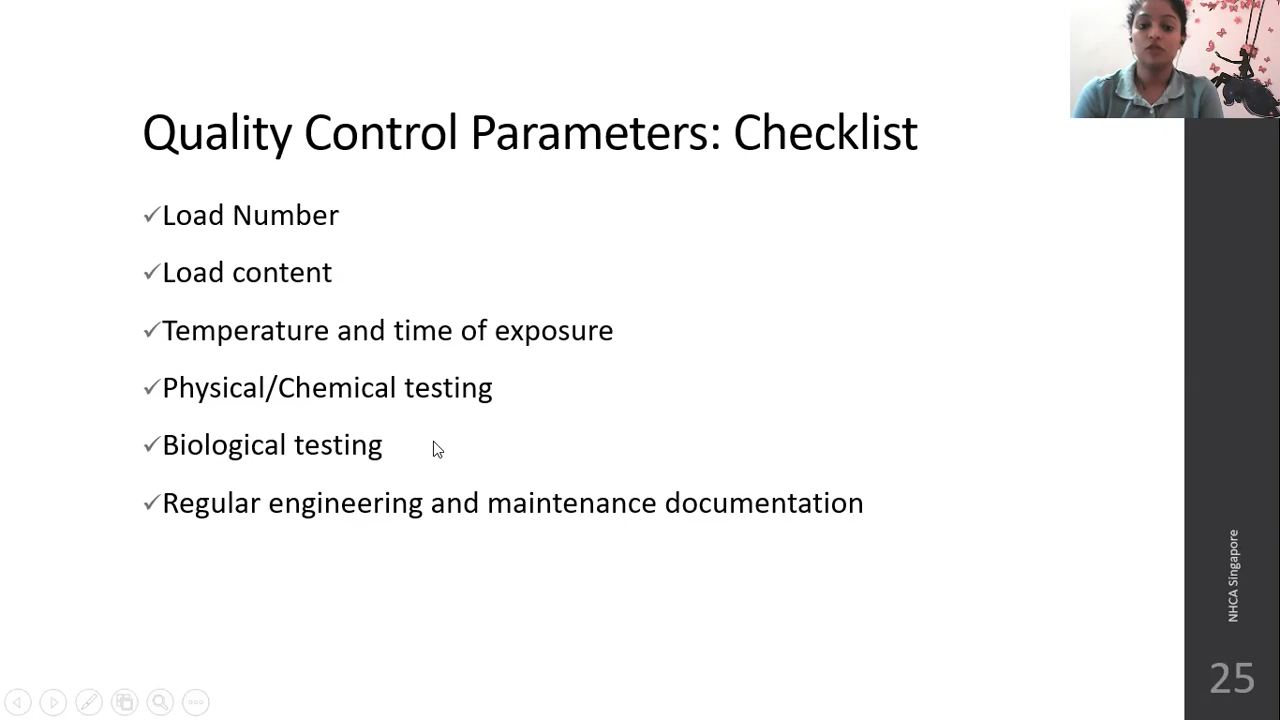 Quality Control Parameters: Checklist
Load Number
Load content
Temperature and time of exposure
Physical/Chemical testing
Biological testing
Regular engineering and maintenance documentation
NHCA Singapore
25